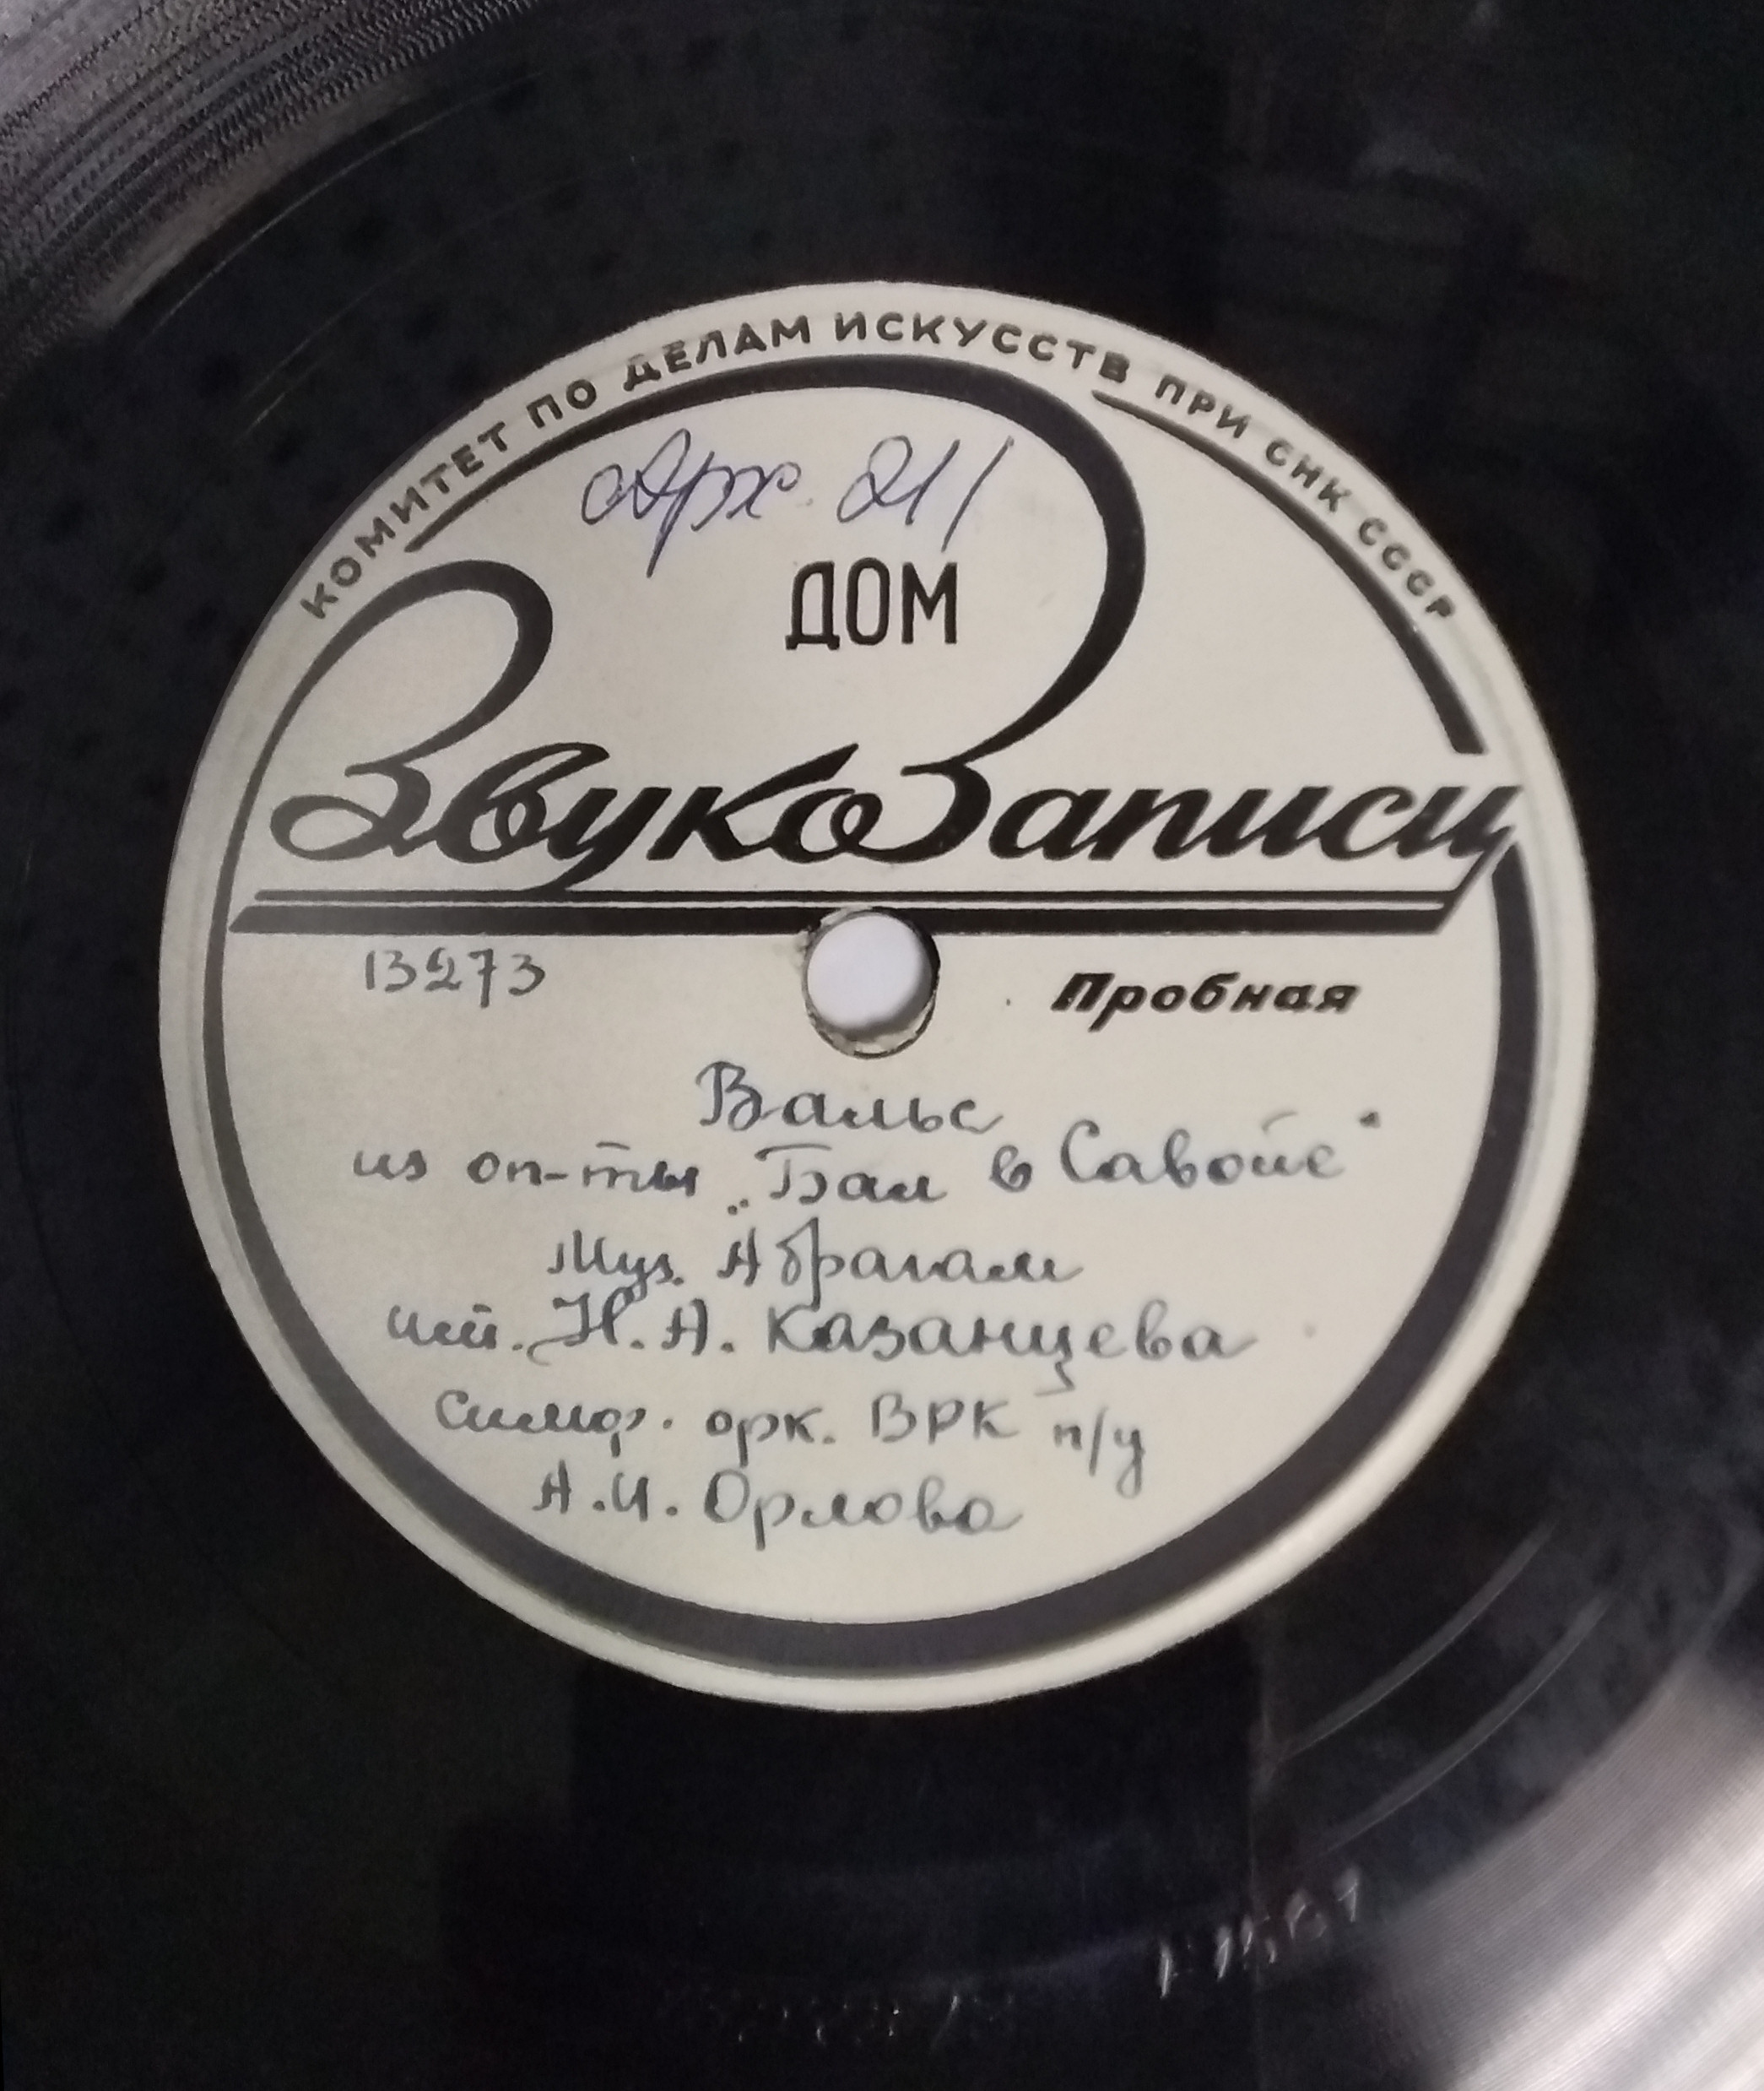 КОМИТЕТ ПО ДЕЛАМ ИСКУССТВ ПРИ СНК СССР
Арх. 211
ДОМ
ЗвукоЗаписи
13273
Пробная
Вальс
из оп-ты „Бал в Савойе"
Муз. Абрагам
исп. Н. А. Казанцева
Симф. орк. ВРК п/у
А. И. Орлова